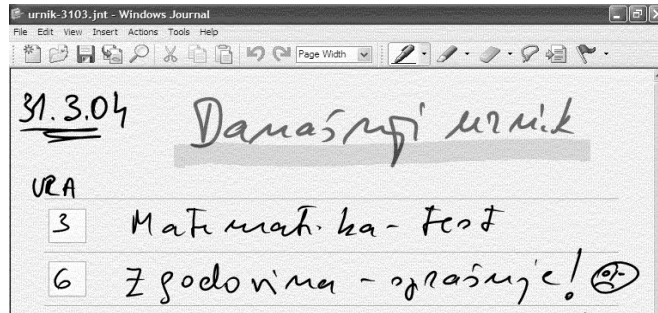 urnik-3103.jnt - Windows Journal
File Edit View Insert Actions Tools Help
Page Width
31.3.04 Današnji urnik
URA
3 Matematika - test
6 Zgodovina - sprašuje!